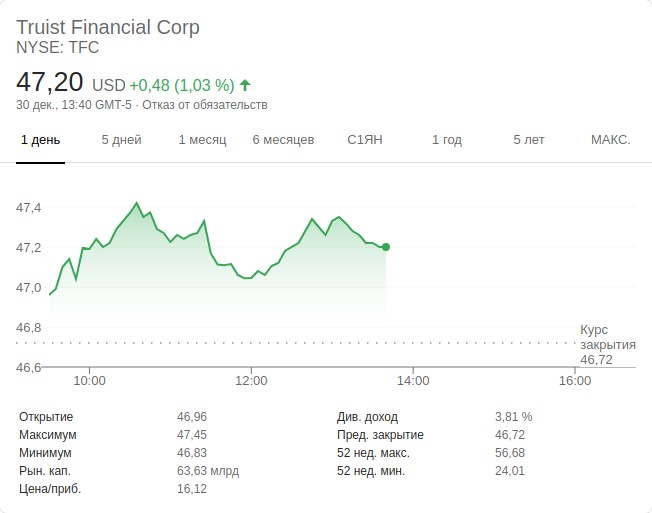 Truist Financial Corp
NYSE: TFC
47,20 USD +0,48 (1,03 %)
30 дек., 13:40 GMT-5 · Отказ от обязательств
1 день 5 дней 1 месяц 6 месяцев С1ЯН 1 год 5 лет МАКС.
47,4
47,2
47,0
46,8
46,6
Курс
закрытия
46,72
10:00 12:00 14:00 16:00
Открытие 46,96 Див. доход 3,81 %
Максимум 47,45 Пред. закрытие 46,72
Минимум 46,83 52 нед. макс. 56,68
Рын. кап. 63,63 млрд 52 нед. мин. 24,01
Цена/приб. 16,12